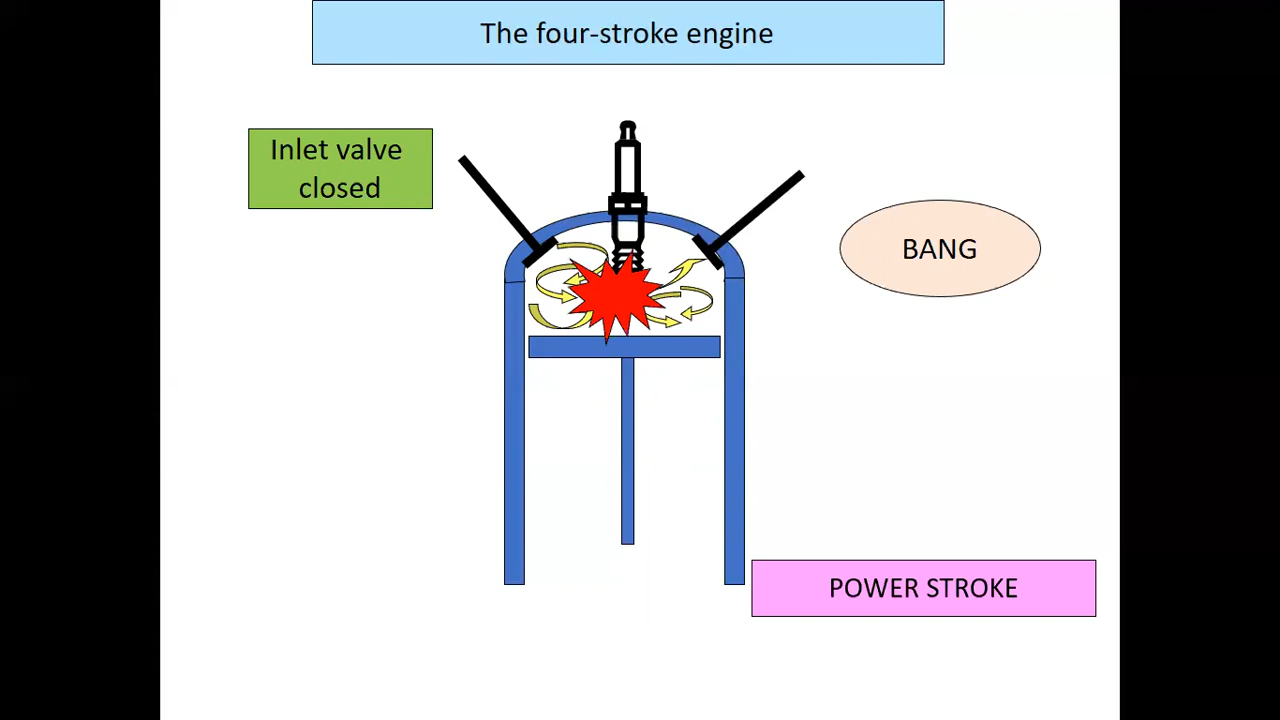 The four-stroke engine
Inlet valve
closed
BANG
POWER STROKE